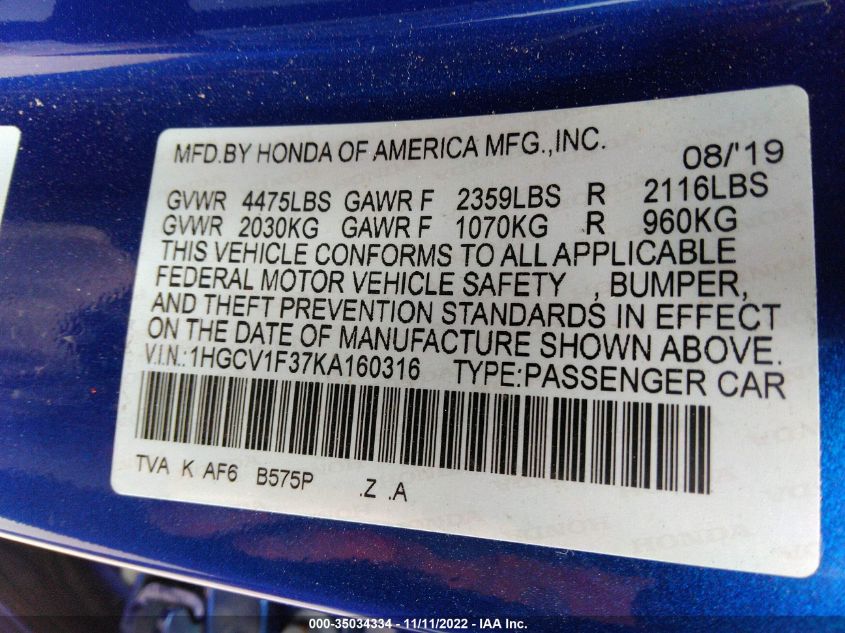 MFD.BY HONDA OF AMERICA MFG.,INC. 08/'19
GVWR 4475LBS GAWR F 2359LBS R 2116LBS
GVWR 2030KG GAWR F 1070KG R 960KG
THIS VEHICLE CONFORMS TO ALL APPLICABLE
FEDERAL MOTOR VEHICLE SAFETY , BUMPER,
AND THEFT PREVENTION STANDARDS IN EFFECT
ON THE DATE OF MANUFACTURE SHOWN ABOVE.
V.I.N.:1HGCV1F37KA160316 TYPE:PASSENGER CAR
TVA K AF6 B575P .Z .A
000-35034334 - 11/11/2022 - IAA Inc.